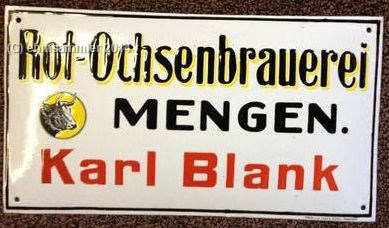 Rot-Ochsenbrauerei
MENGEN.
Karl Blank